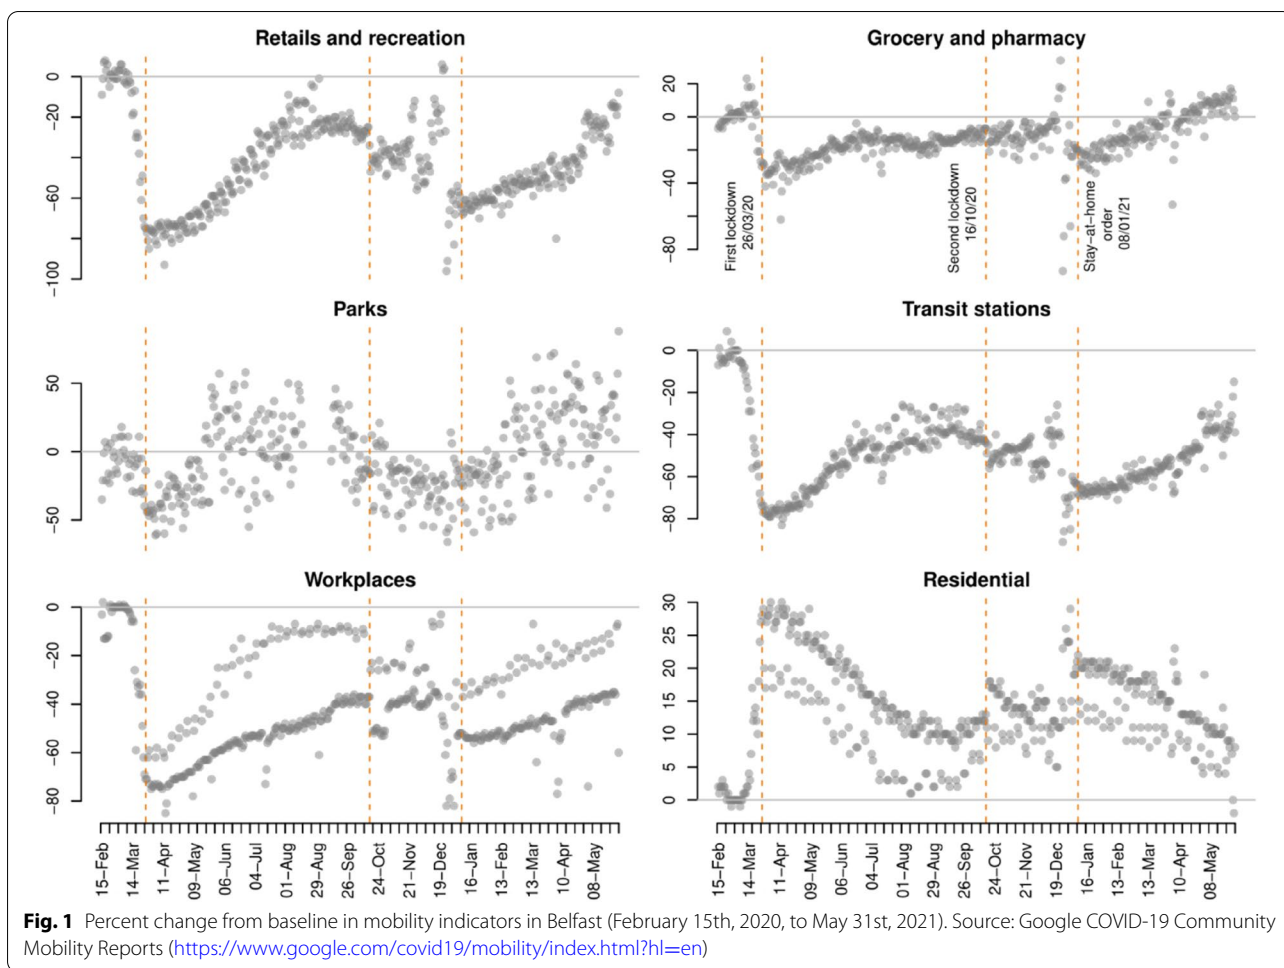 Retails and recreation
0
−20
−60
−100
Grocery and pharmacy
20
0
−40
−80
First lockdown
26/03/20
Second lockdown
16/10/20
Stay−at−home
order
08/01/21
Parks
50
0
−50
Transit stations
0
−20
−40
−60
−80
Workplaces
0
−20
−40
−60
−80
15−Feb
14−Mar
11−Apr
09−May
06−Jun
04−Jul
01−Aug
29−Aug
26−Sep
24−Oct
21−Nov
19−Dec
16−Jan
13−Feb
13−Mar
10−Apr
08−May
Residential
30
25
20
15
10
5
0
15−Feb
14−Mar
11−Apr
09−May
06−Jun
04−Jul
01−Aug
29−Aug
26−Sep
24−Oct
21−Nov
19−Dec
16−Jan
13−Feb
13−Mar
10−Apr
08−May
Fig. 1 Percent change from baseline in mobility indicators in Belfast (February 15th, 2020, to May 31st, 2021). Source: Google COVID-19 Community
Mobility Reports (https://www.google.com/covid19/mobility/index.html?hl=en)